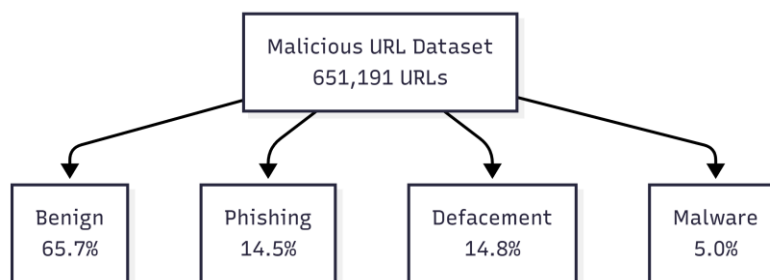 Malicious URL Dataset
651,191 URLs
Benign
65.7%
Phishing
14.5%
Defacement
14.8%
Malware
5.0%